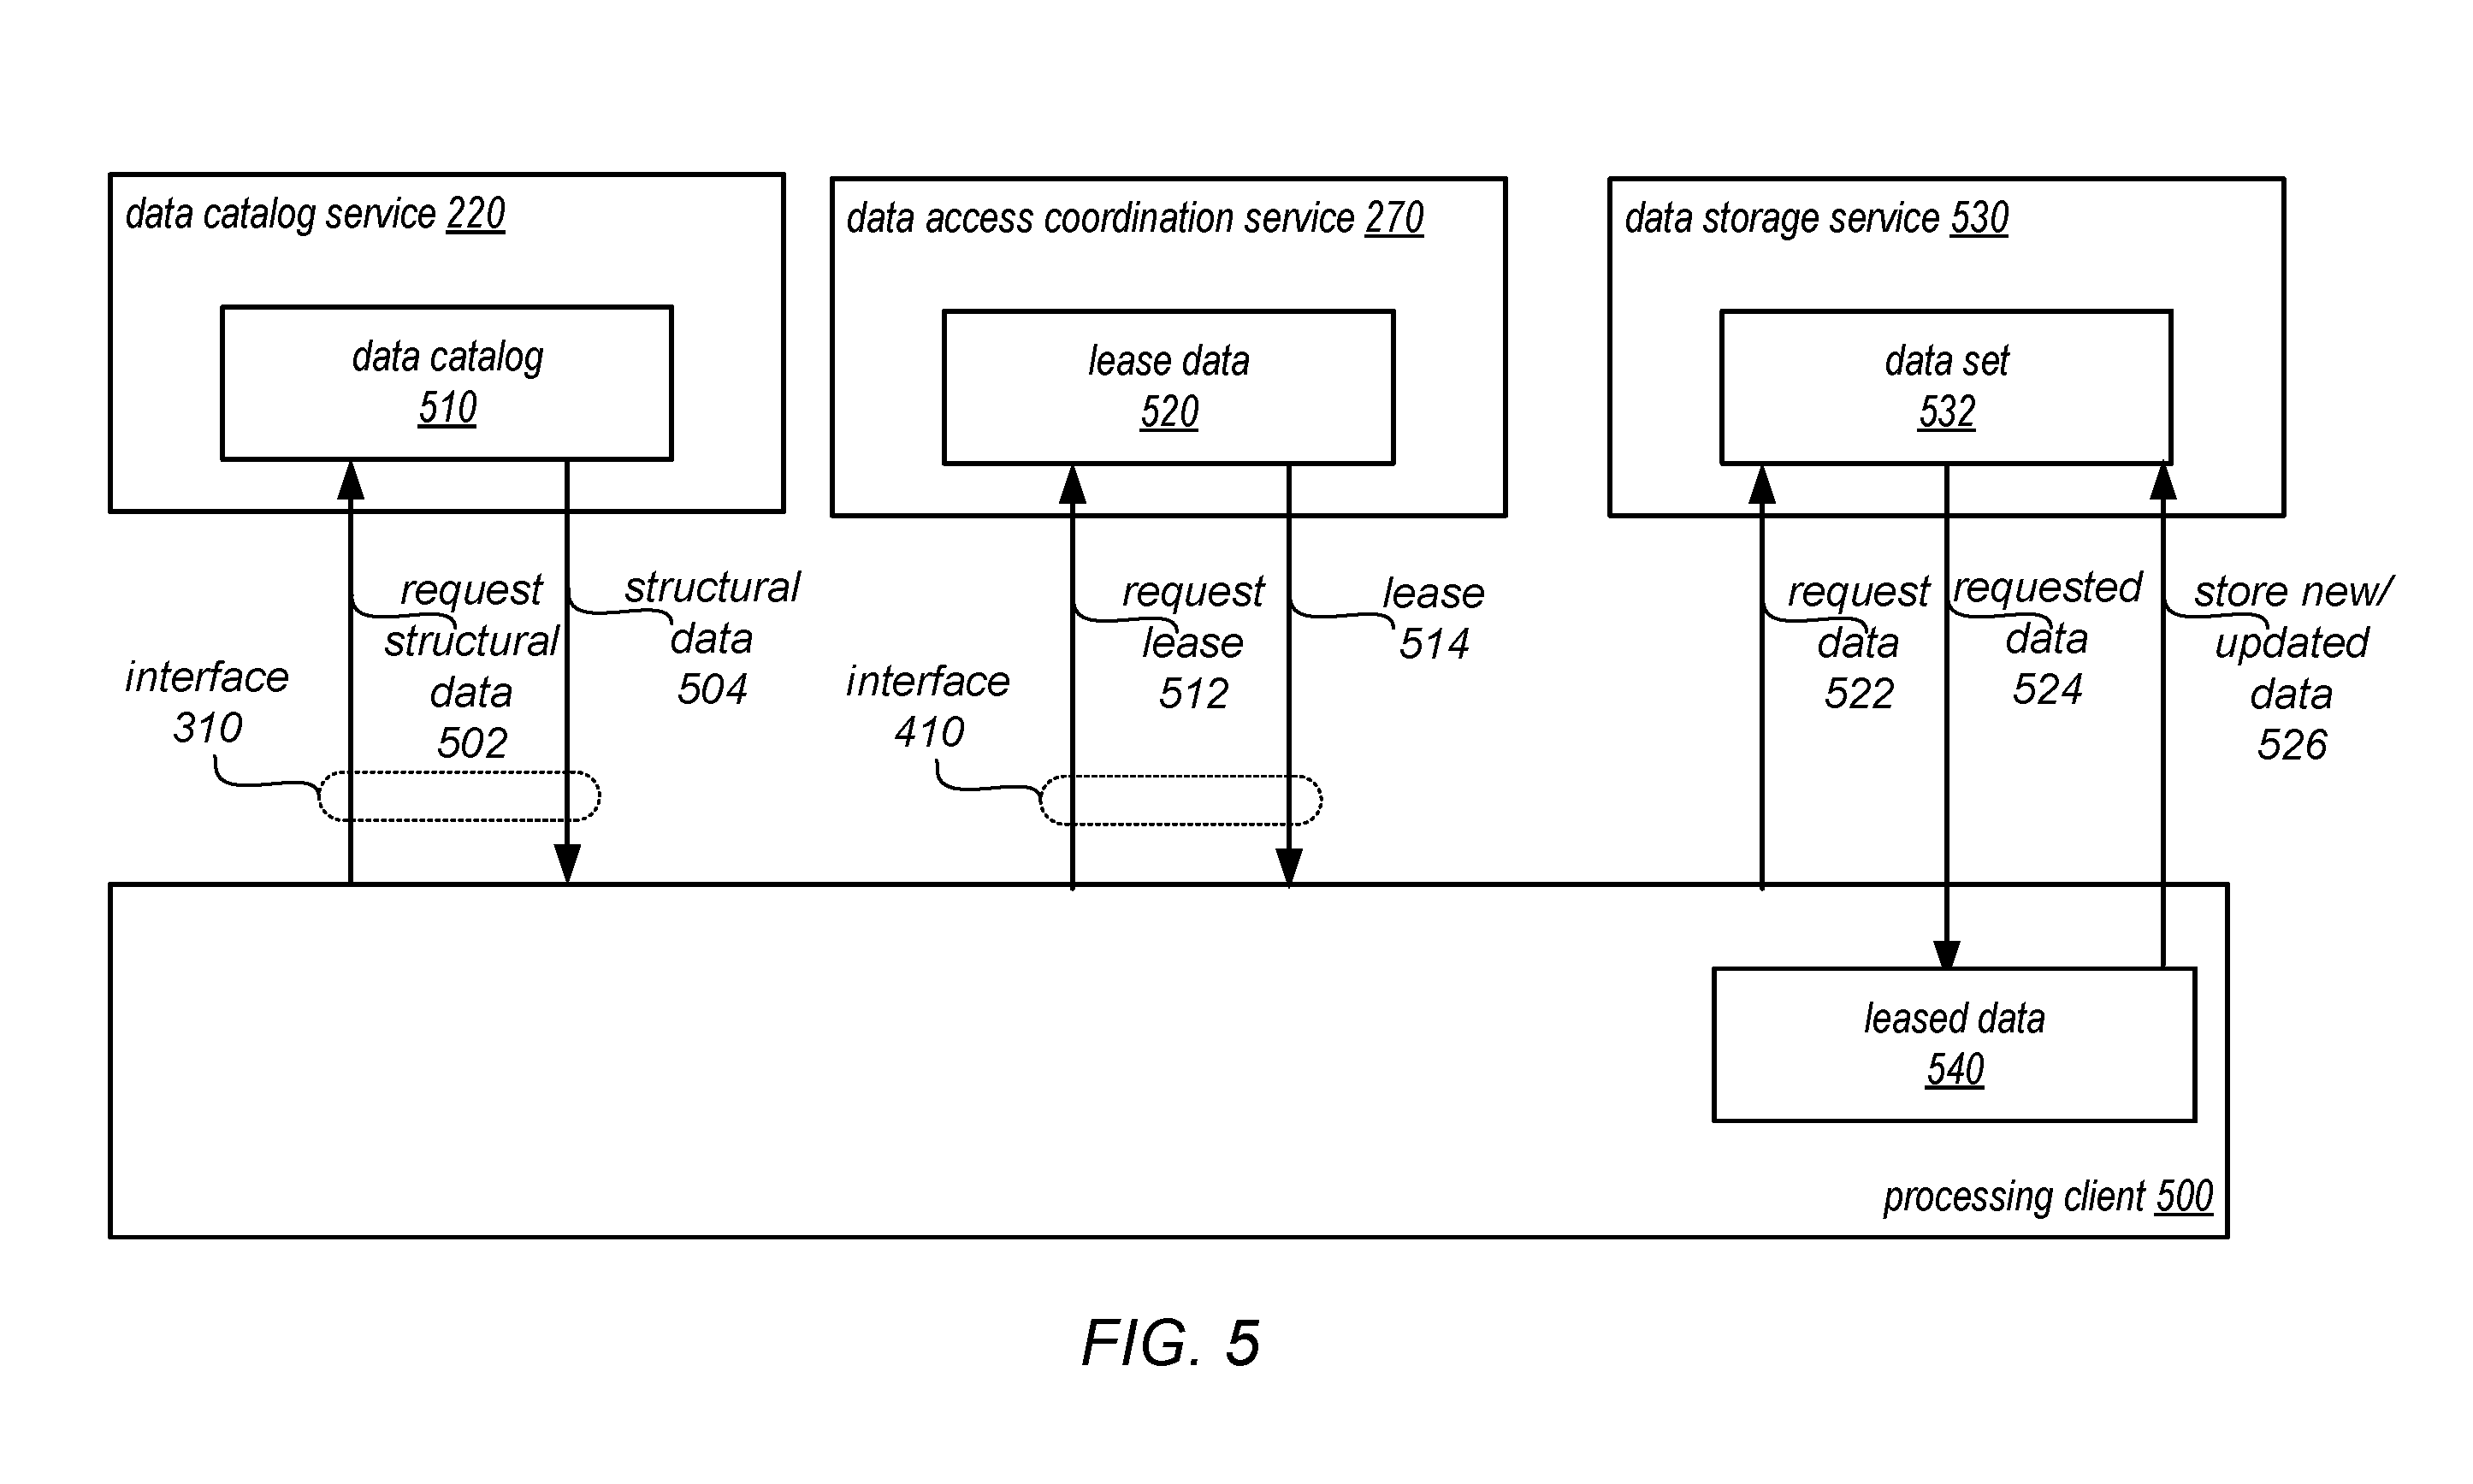 data catalog service 220
data catalog
510
data access coordination service 270
lease data
520
data storage service 530
data set
532
request
structural
data
502
structural
data
504
interface
310
request
lease
512
lease
514
interface
410
request
data
522
requested
data
524
store new/
updated
data
526
leased data
540
processing client 500
FIG. 5